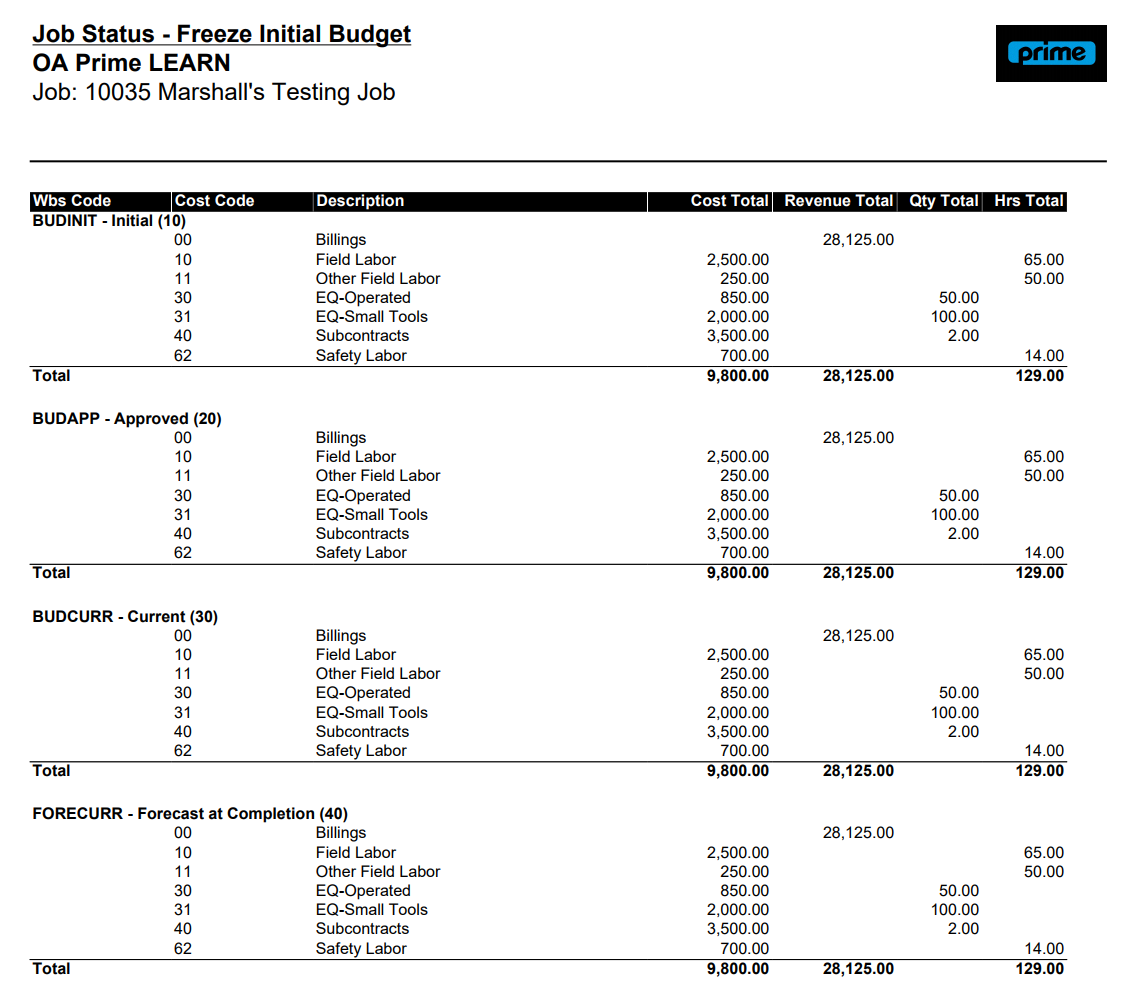 Job Status - Freeze Initial Budget
OA Prime LEARN
prime
Job: 10035 Marshall's Testing Job
Wbs Code Cost Code Description Cost Total Revenue Total Qty Total Hrs Total
BUDINIT - Initial (10)
00 Billings 28,125.00
10 Field Labor 2,500.00 65.00
11 Other Field Labor 250.00 50.00
30 EQ-Operated 850.00 50.00
31 EQ-Small Tools 2,000.00 100.00
40 Subcontracts 3,500.00 2.00
62 Safety Labor 700.00 14.00
Total 9,800.00 28,125.00 129.00
BUDAPP - Approved (20)
00 Billings 28,125.00
10 Field Labor 2,500.00 65.00
11 Other Field Labor 250.00 50.00
30 EQ-Operated 850.00 50.00
31 EQ-Small Tools 2,000.00 100.00
40 Subcontracts 3,500.00 2.00
62 Safety Labor 700.00 14.00
Total 9,800.00 28,125.00 129.00
BUDCURR - Current (30)
00 Billings 28,125.00
10 Field Labor 2,500.00 65.00
11 Other Field Labor 250.00 50.00
30 EQ-Operated 850.00 50.00
31 EQ-Small Tools 2,000.00 100.00
40 Subcontracts 3,500.00 2.00
62 Safety Labor 700.00 14.00
Total 9,800.00 28,125.00 129.00
FORECURR - Forecast at Completion (40)
00 Billings 28,125.00
10 Field Labor 2,500.00 65.00
11 Other Field Labor 250.00 50.00
30 EQ-Operated 850.00 50.00
31 EQ-Small Tools 2,000.00 100.00
40 Subcontracts 3,500.00 2.00
62 Safety Labor 700.00 14.00
Total 9,800.00 28,125.00 129.00